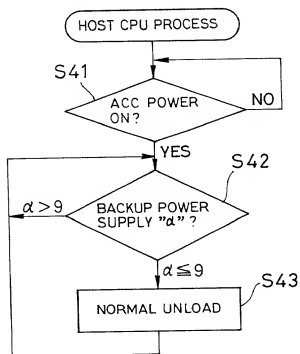 HOST CPU PROCESS
S41
ACC POWER
ON?
NO
YES
S42
α>9
BACKUP POWER
SUPPLY "α" ?
α≦9
S43
NORMAL UNLOAD